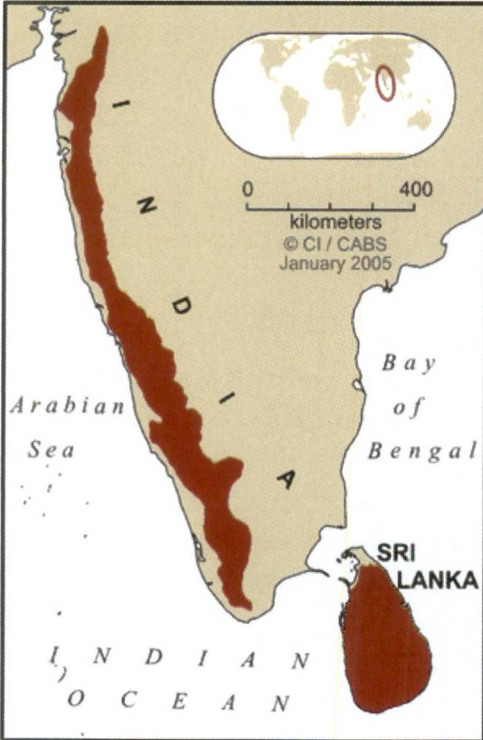 0 400
kilometers
© CI / CABS
January 2005
I N D I A
Bay
of
Bengal
Arabian
Sea
SRI
LANKA
I N D I A N
O C E A N